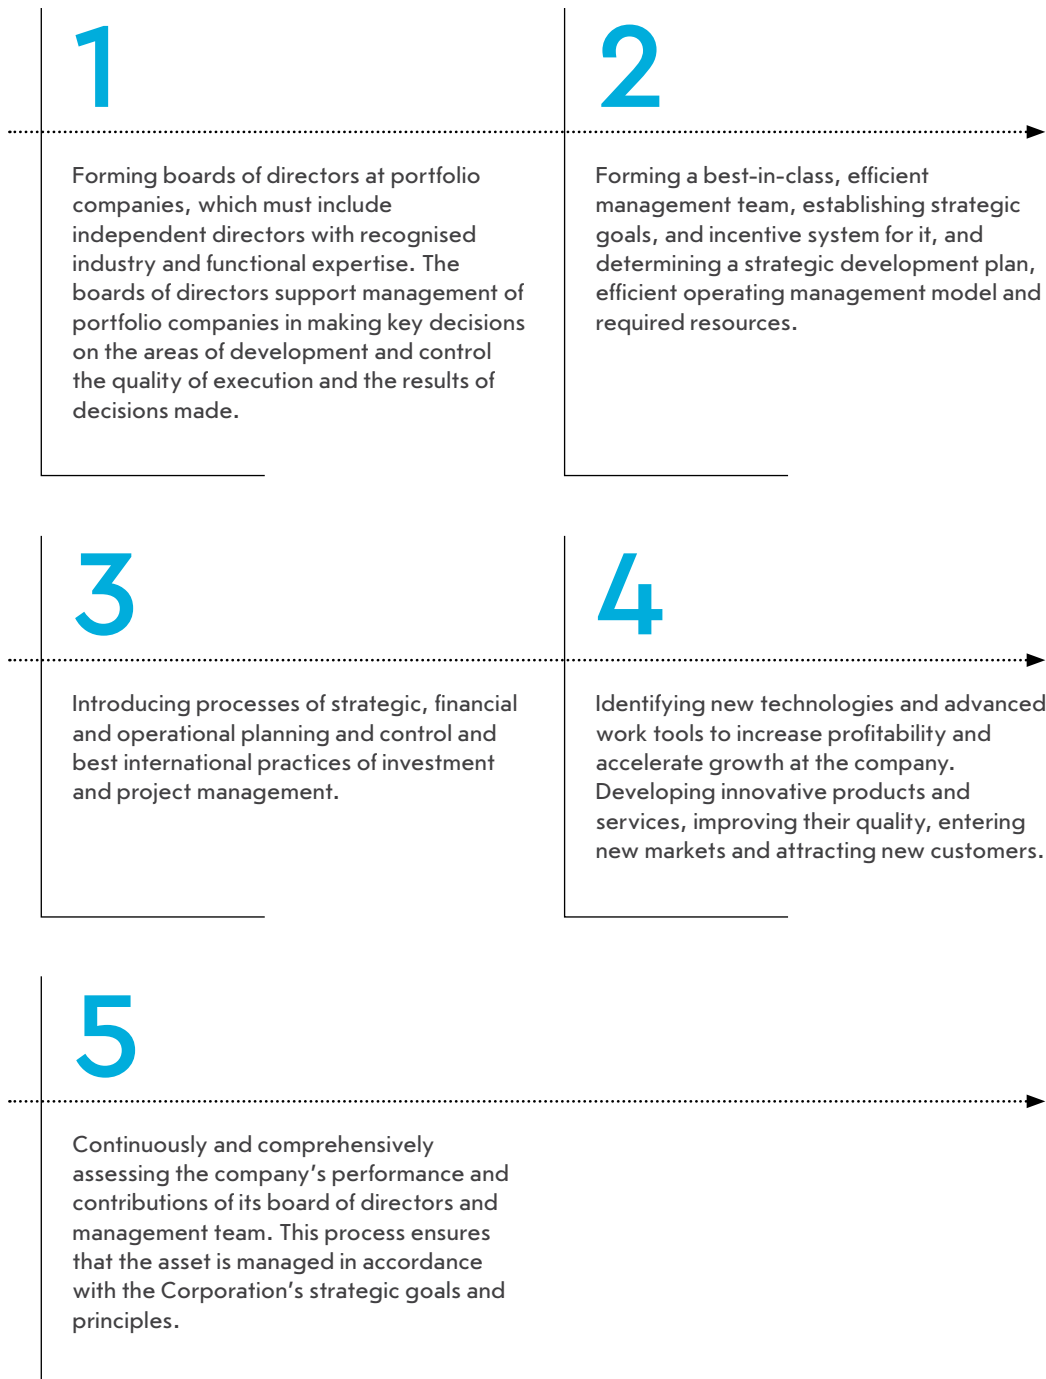 1
Forming boards of directors at portfolio
companies, which must include
independent directors with recognised
industry and functional expertise. The
boards of directors support management of
portfolio companies in making key decisions
on the areas of development and control
the quality of execution and the results of
decisions made.
2
Forming a best-in-class, efficient
management team, establishing strategic
goals, and incentive system for it, and
determining a strategic development plan,
efficient operating management model and
required resources.
3
Introducing processes of strategic, financial
and operational planning and control and
best international practices of investment
and project management.
4
Identifying new technologies and advanced
work tools to increase profitability and
accelerate growth at the company.
Developing innovative products and
services, improving their quality, entering
new markets and attracting new customers.
5
Continuously and comprehensively
assessing the company's performance and
contributions of its board of directors and
management team. This process ensures
that the asset is managed in accordance
with the Corporation's strategic goals and
principles.